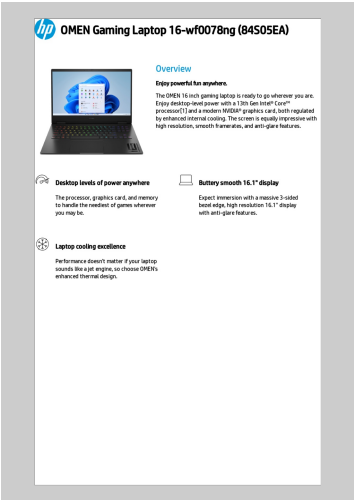 hp OMEN Gaming Laptop 16-wf0078ng (84S05EA)
Overview
Enjoy powerful fun anywhere.
The OMEN 16 inch gaming laptop is ready to go wherever you are.
Enjoy desktop-level power with a 13th Gen Intel® Core™
processor[1] and a modern NVIDIA® graphics card, both regulated
by enhanced internal cooling. The screen is equally impressive with
high resolution, smooth framerates, and anti-glare features.
Desktop levels of power anywhere
The processor, graphics card, and memory
to handle the neediest of games wherever
you may be.
Buttery smooth 16.1" display
Expect immersion with a massive 3-sided
bezel edge, high resolution 16.1" display
with anti-glare features.
Laptop cooling excellence
Performance doesn't matter if your laptop
sounds like a jet engine, so choose OMEN's
enhanced thermal design.